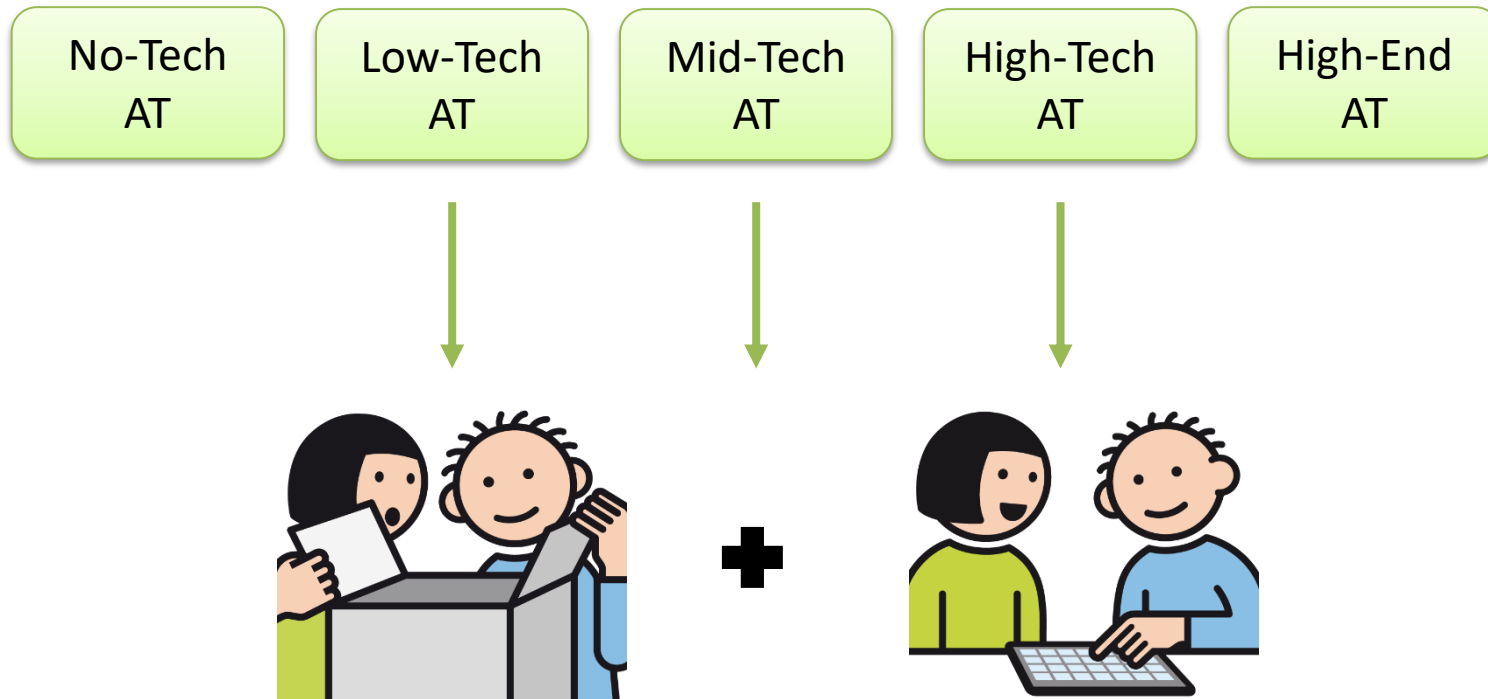 No-Tech
AT
Low-Tech
AT
Mid-Tech
AT
High-Tech
AT
High-End
AT